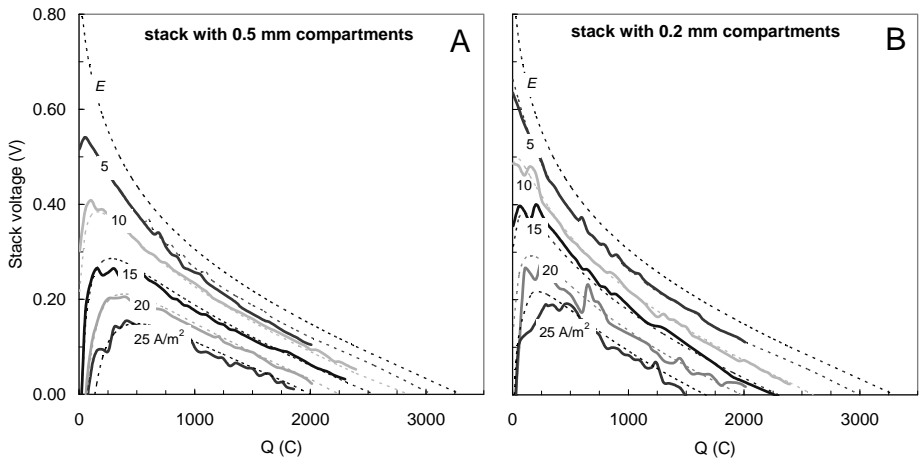 stack with 0.5 mm compartments
A
stack with 0.2 mm compartments
B
Stack voltage (V)
0.80
0.60
0.40
0.20
0.00
E
5
10
15
20
25 A/m²
0
1000
2000
3000
Q (C)
E
5
10
15
20
25 A/m²
0
1000
2000
3000
Q (C)